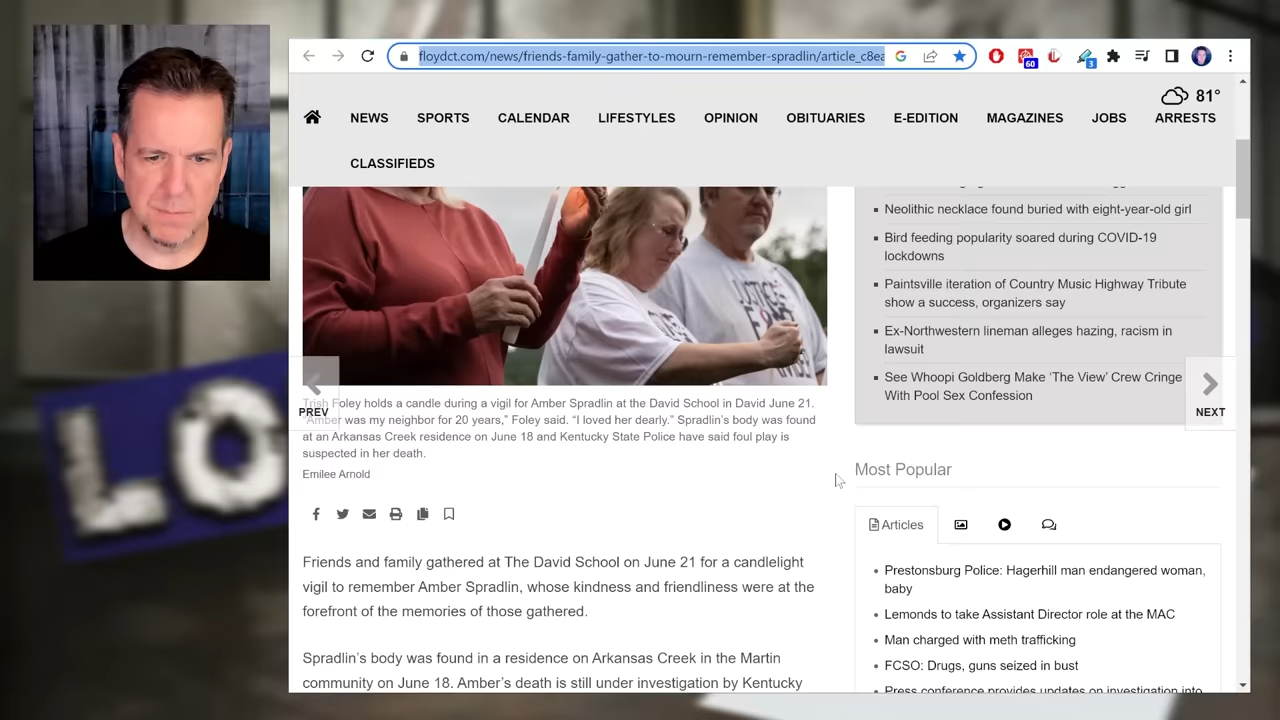 floydct.com/news/friends-family-gather-to-mourn-remember-spradlin/article_c8ea
60
3
81°
NEWS
SPORTS
CALENDAR
LIFESTYLES
OPINION
OBITUARIES
E-EDITION
MAGAZINES
JOBS
ARRESTS
CLASSIFIEDS
JUSTICE
PREV
Trish Foley holds a candle during a vigil for Amber Spradlin at the David School in David June 21.
“Amber was my neighbor for 20 years,” Foley said. “I loved her dearly.” Spradlin’s body was found
at an Arkansas Creek residence on June 18 and Kentucky State Police have said foul play is
suspected in her death.
Emilee Arnold
Friends and family gathered at The David School on June 21 for a candlelight
vigil to remember Amber Spradlin, whose kindness and friendliness were at the
forefront of the memories of those gathered.
Spradlin’s body was found in a residence on Arkansas Creek in the Martin
community on June 18. Amber’s death is still under investigation by Kentucky
Neolithic necklace found buried with eight-year-old girl
Bird feeding popularity soared during COVID-19
lockdowns
Paintsville iteration of Country Music Highway Tribute
show a success, organizers say
Ex-Northwestern lineman alleges hazing, racism in
lawsuit
See Whoopi Goldberg Make ‘The View’ Crew Cringe
With Pool Sex Confession
NEXT
Most Popular
Articles
Prestonsburg Police: Hagerhill man endangered woman,
baby
Lemonds to take Assistant Director role at the MAC
Man charged with meth trafficking
FCSO: Drugs, guns seized in bust
Press conference provides updates on investigation into
LO